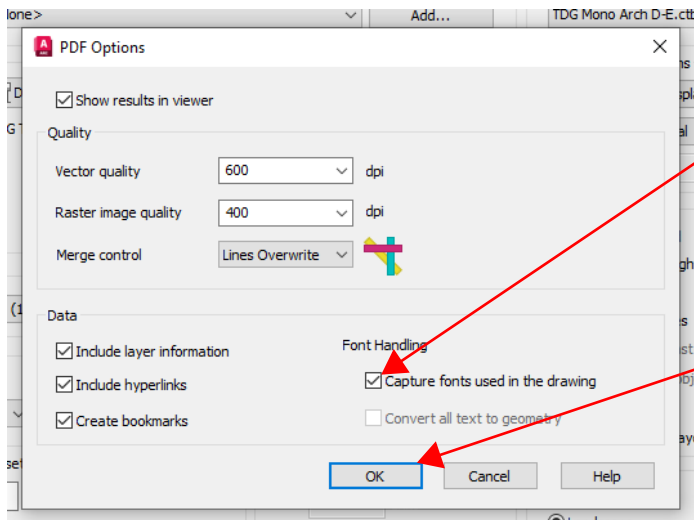 lone>
Add...
TDG Mono Arch D-E.ctb
PDF Options
Show results in viewer
Quality
Vector quality 600 dpi
Raster image quality 400 dpi
Merge control Lines Overwrite
Data
Include layer information
Font Handling
Include hyperlinks
Capture fonts used in the drawing
Create bookmarks
Convert all text to geometry
OK Cancel Help